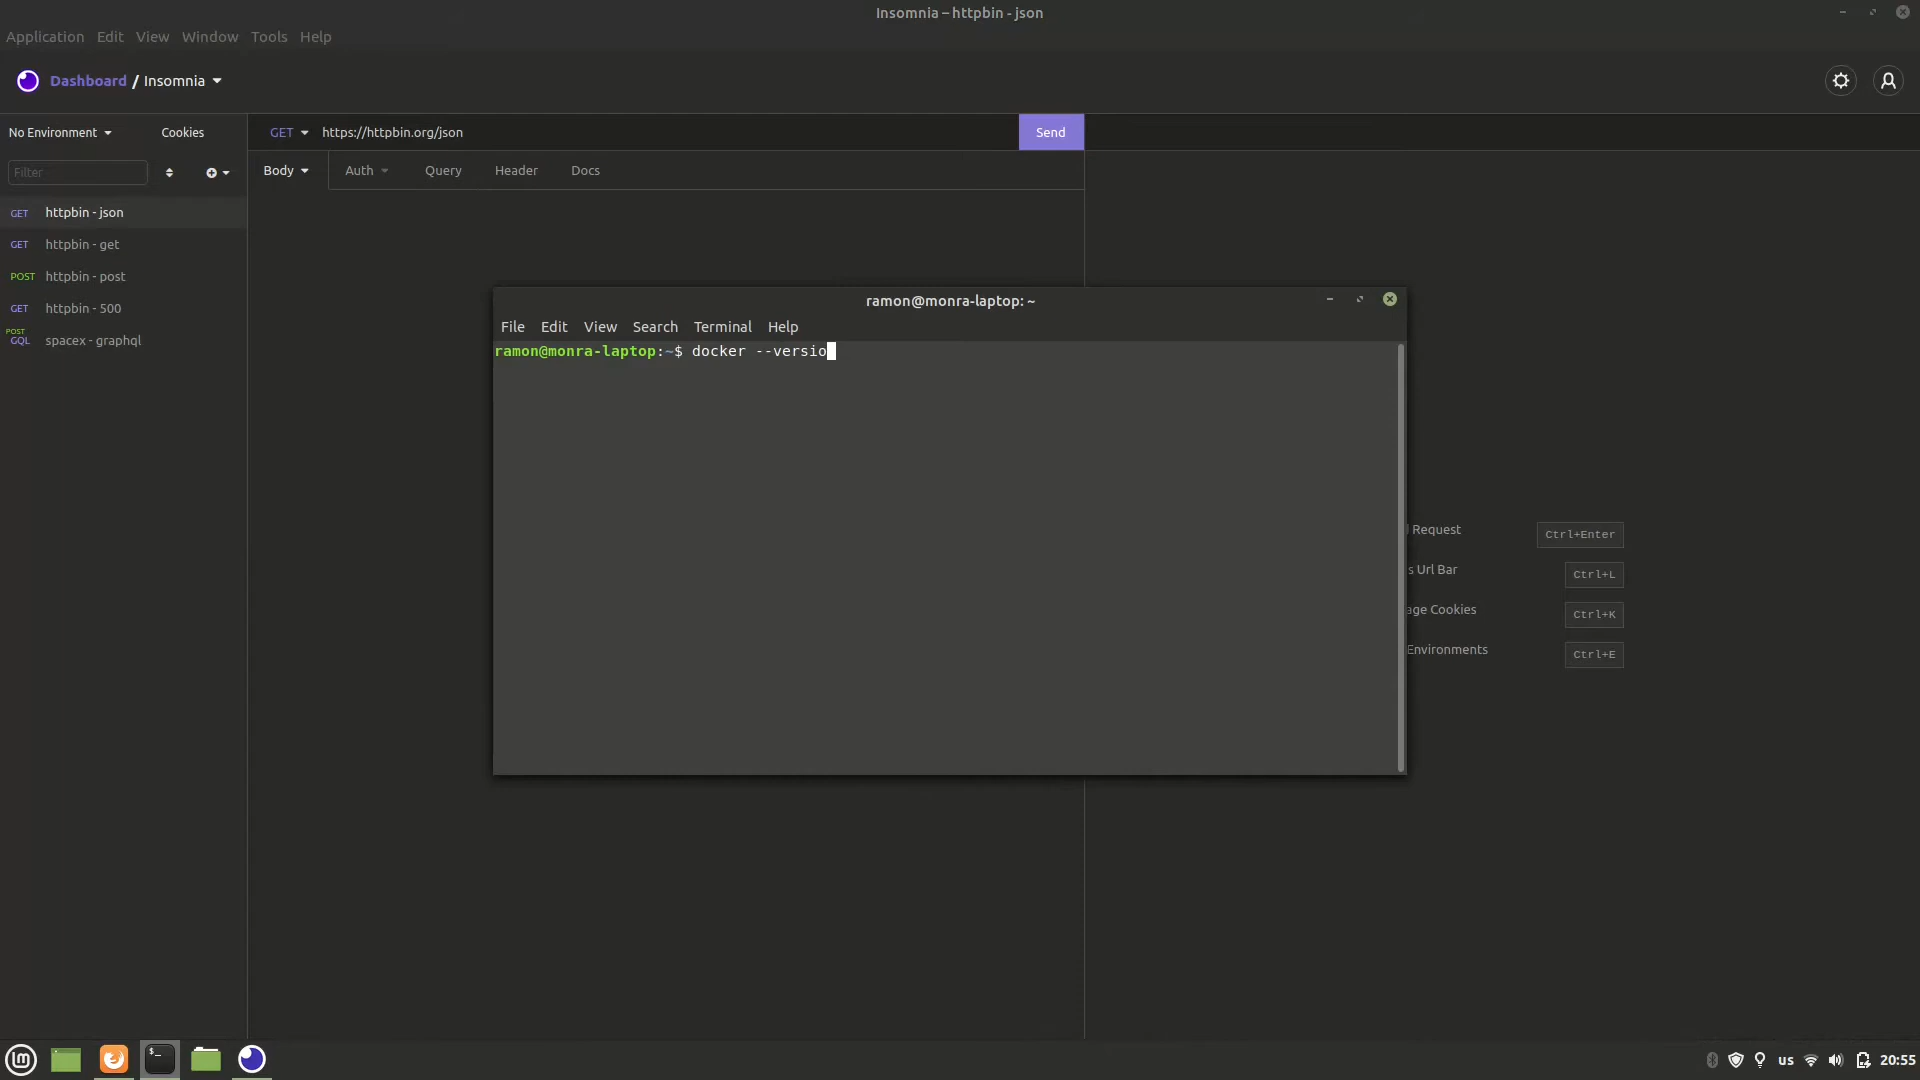 Insomnia – httpbin - json
Application Edit View Window Tools Help
Dashboard / Insomnia
No Environment Cookies
GET https://httpbin.org/json Send
Filter
Body Auth Query Header Docs
GET httpbin - json
GET httpbin - get
POST httpbin - post
GET httpbin - 500
POST
GQL spacex - graphql
ramon@monra-laptop: ~
File Edit View Search Terminal Help
ramon@monra-laptop:~$ docker --versio
Request Ctrl+Enter
s Url Bar Ctrl+L
age Cookies Ctrl+K
Environments Ctrl+E
$_
lm
us 20:55